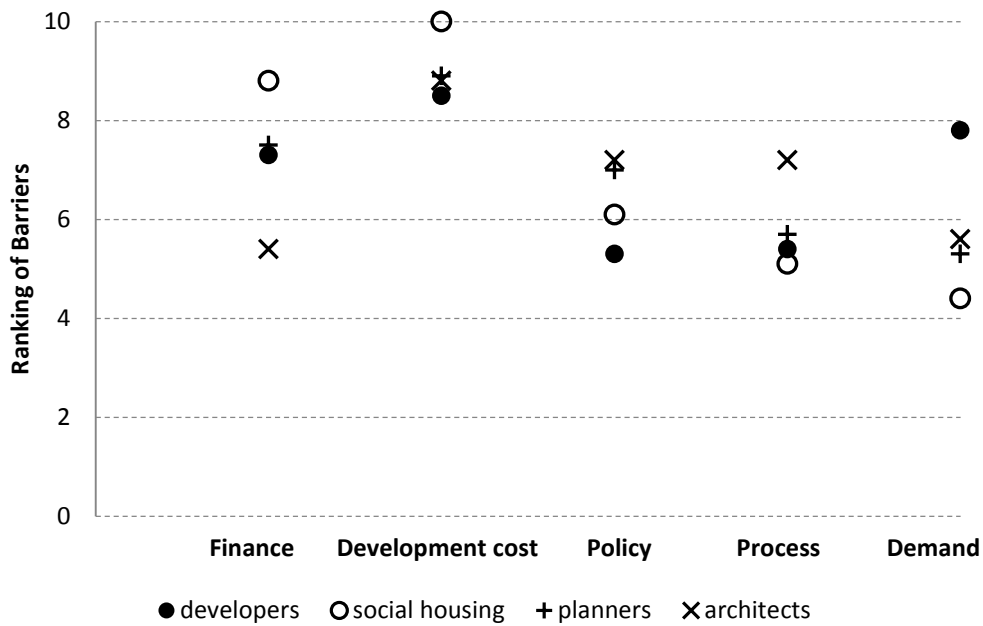 Ranking of Barriers
10
8
6
4
2
0
Finance Development cost Policy Process Demand
developers social housing planners architects